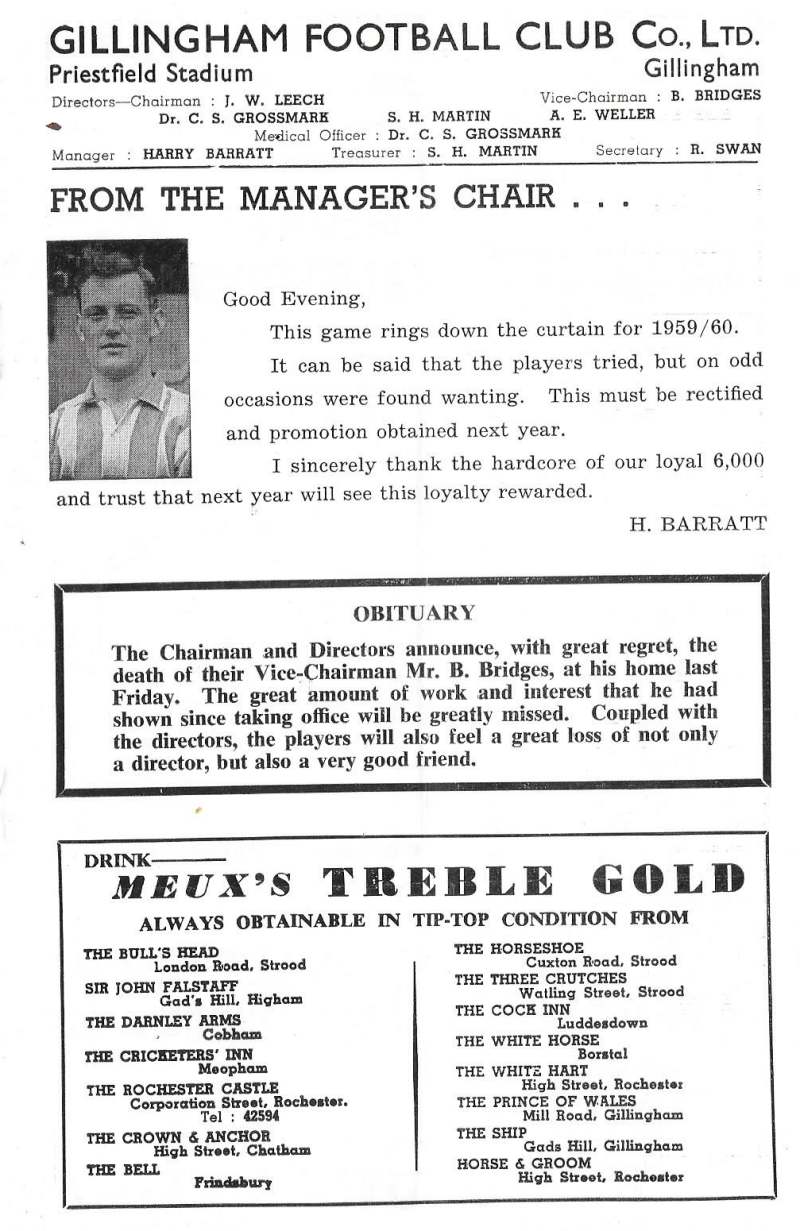 GILLINGHAM FOOTBALL CLUB Co., LTD.
Priestfield Stadium Gillingham
Directors—Chairman : J. W. LEECH Vice-Chairman : B. BRIDGES
Dr. C. S. GROSSMARK S. H. MARTIN A. E. WELLER
Medical Officer : Dr. C. S. GROSSMARK
Manager : HARRY BARRATT Treasurer : S. H. MARTIN Secretary : R. SWAN
FROM THE MANAGER'S CHAIR . . .
Good Evening,
This game rings down the curtain for 1959/60.
It can be said that the players tried, but on odd
occasions were found wanting. This must be rectified
and promotion obtained next year.
I sincerely thank the hardcore of our loyal 6,000
and trust that next year will see this loyalty rewarded.
H. BARRATT
OBITUARY
The Chairman and Directors announce, with great regret, the
death of their Vice-Chairman Mr. B. Bridges, at his home last
Friday. The great amount of work and interest that he had
shown since taking office will be greatly missed. Coupled with
the directors, the players will also feel a great loss of not only
a director, but also a very good friend.
DRINK—
MEUX'S TREBLE GOLD
ALWAYS OBTAINABLE IN TIP-TOP CONDITION FROM
THE BULL'S HEAD
London Road, Strood
SIR JOHN FALSTAFF
Gad's Hill, Higham
THE DARNLEY ARMS
Cobham
THE CRICKETERS' INN
Meopham
THE ROCHESTER CASTLE
Corporation Street, Rochester.
Tel : 42594
THE CROWN & ANCHOR
High Street, Chatham
THE BELL
Frindsbury
THE HORSESHOE
Cuxton Road, Strood
THE THREE CRUTCHES
Watling Street, Strood
THE COCK INN
Luddesdown
THE WHITE HORSE
Borstal
THE WHITE HART
High Street, Rochester
THE PRINCE OF WALES
Mill Road, Gillingham
THE SHIP
Gads Hill, Gillingham
HORSE & GROOM
High Street, Rochester